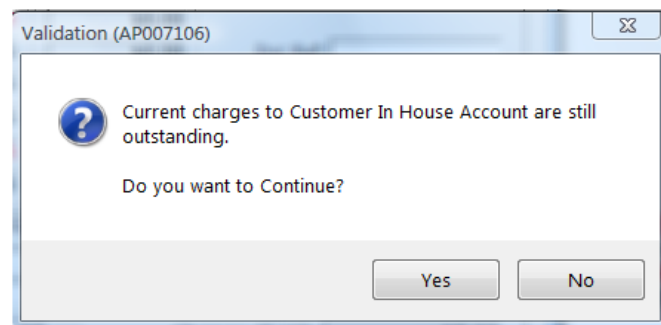 Validation (AP007106)
Current charges to Customer In House Account are still
outstanding.
Do you want to Continue?
Yes
No